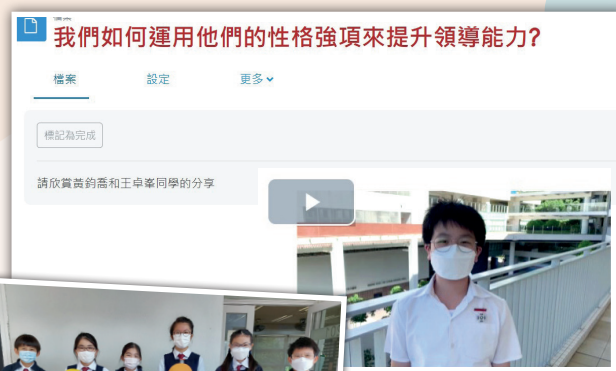 我們如何運用他們的性格強項來提升領導能力?
檔案
設定
更多
標記為完成
請欣賞黃鈞喬和王卓峯同學的分享